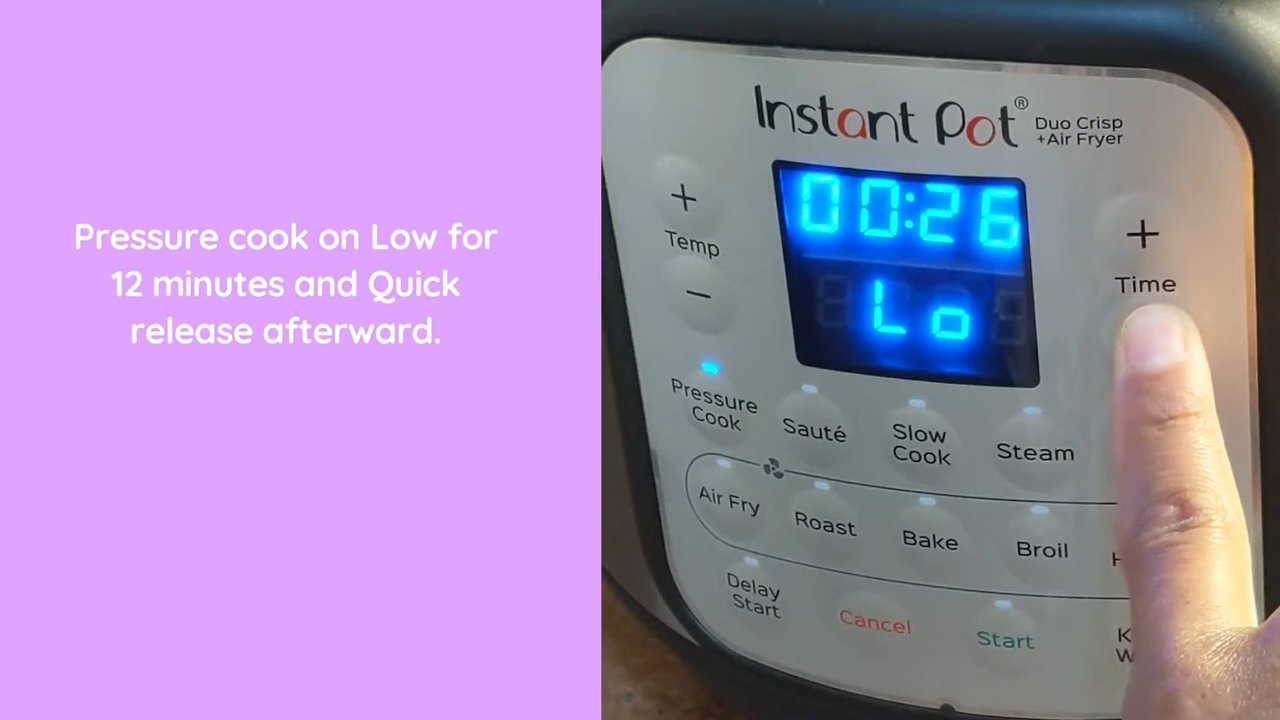 Pressure cook on Low for
12 minutes and Quick
release afterward.
Instant Pot®
Duo Crisp
+Air Fryer
00:26
Lo
+
Temp
−
+
Time
Pressure
Cook
Sauté
Slow
Cook
Steam
Air Fry
Roast
Bake
Broil
Delay
Start
Cancel
Start